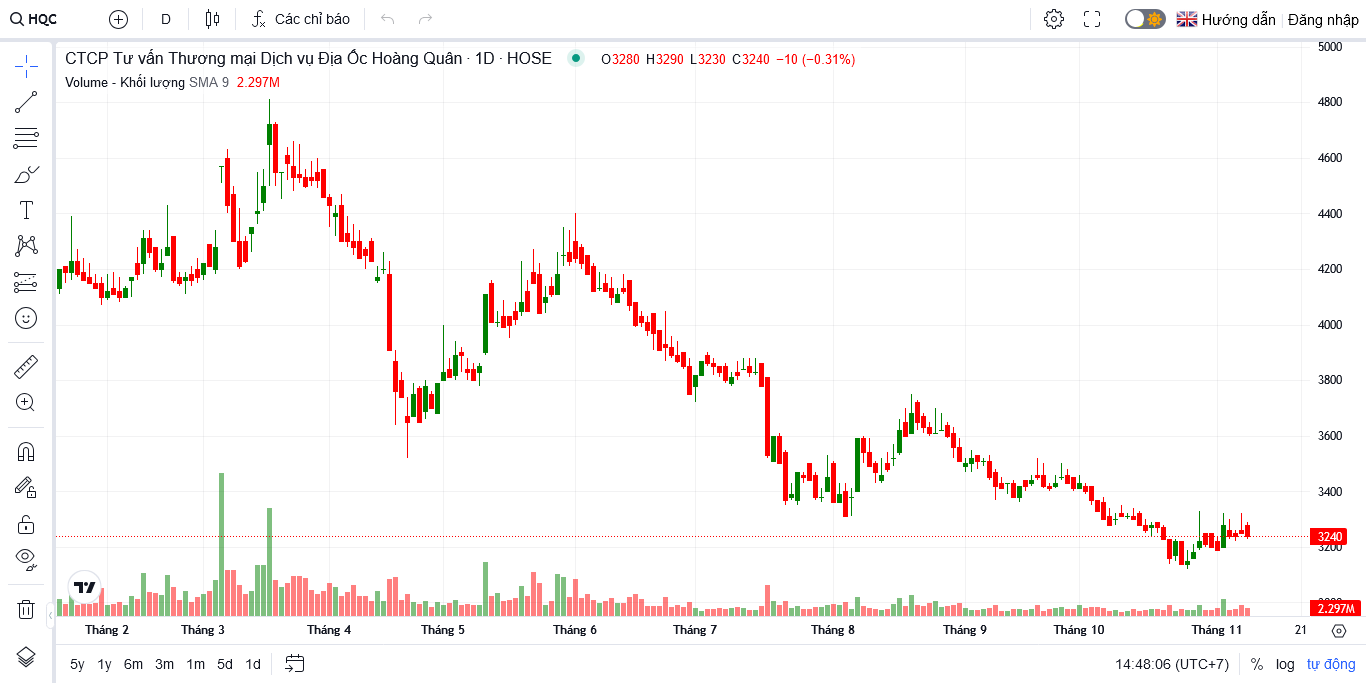 HQC D Các chỉ báo Hướng dẫn Đăng nhập
CTCP Tư vấn Thương mại Dịch vụ Địa Ốc Hoàng Quân · 1D · HOSE O3280 H3290 L3230 C3240 −10 (−0.31%)
Volume - Khối lượng SMA 9 2.297M
5000
4800
4600
4400
4200
4000
3800
3600
3400
3240
3200
2.297M
Tháng 2 Tháng 3 Tháng 4 Tháng 5 Tháng 6 Tháng 7 Tháng 8 Tháng 9 Tháng 10 Tháng 11 21
5y 1y 6m 3m 1m 5d 1d 14:48:06 (UTC+7) % log tự động